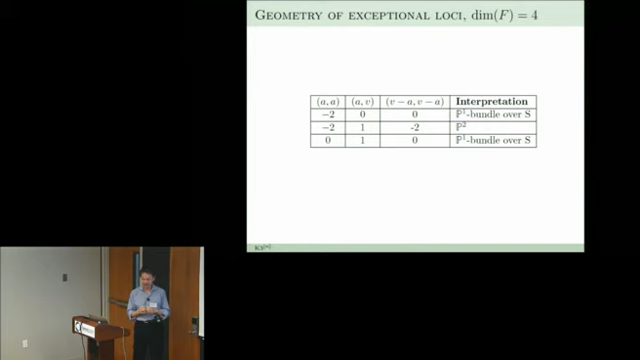 GEOMETRY OF EXCEPTIONAL LOCI, dim(F) = 4
(a, a) (a, v) (v − a, v − a) Interpretation
−2 0 0 ℙ¹-bundle over S
−2 1 -2 ℙ²
0 1 0 ℙ¹-bundle over S